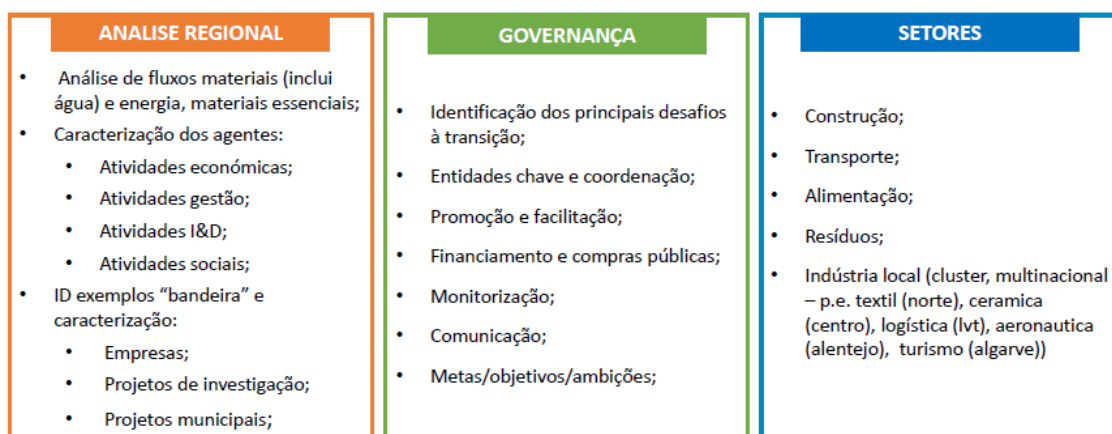 ANALISE REGIONAL
• Análise de fluxos materiais (inclui
água) e energia, materiais essenciais;
• Caracterização dos agentes:
• Atividades económicas;
• Atividades gestão;
• Atividades I&D;
• Atividades sociais;
• ID exemplos “bandeira” e
caracterização:
• Empresas;
• Projetos de investigação;
• Projetos municipais;
GOVERNANÇA
• Identificação dos principais desafios
à transição;
• Entidades chave e coordenação;
• Promoção e facilitação;
• Financiamento e compras públicas;
• Monitorização;
• Comunicação;
• Metas/objetivos/ambições;
SETORES
• Construção;
• Transporte;
• Alimentação;
• Resíduos;
• Indústria local (cluster, multinacional
– p.e. textil (norte), ceramica
(centro), logística (lvt), aeronautica
(alentejo), turismo (algarve))